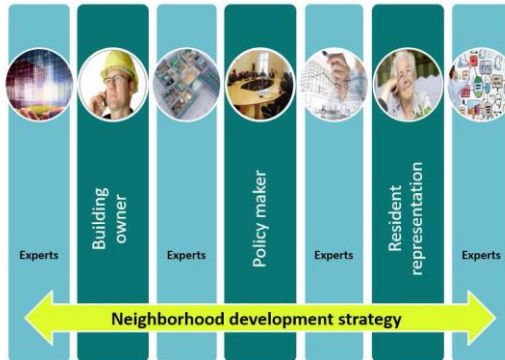 Experts
Building
owner
Experts
Policy maker
Experts
Resident
representation
Experts
Neighborhood development strategy